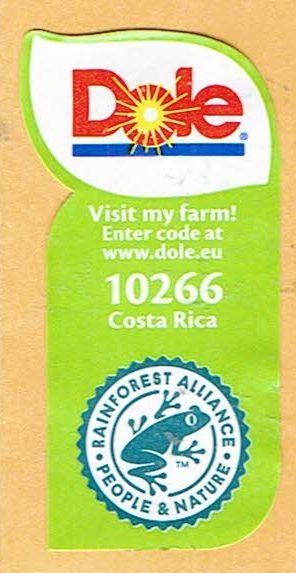 Dole®
Visit my farm!
Enter code at
www.dole.eu
10266
Costa Rica
• RAINFOREST ALLIANCE •
PEOPLE & NATURE
TM